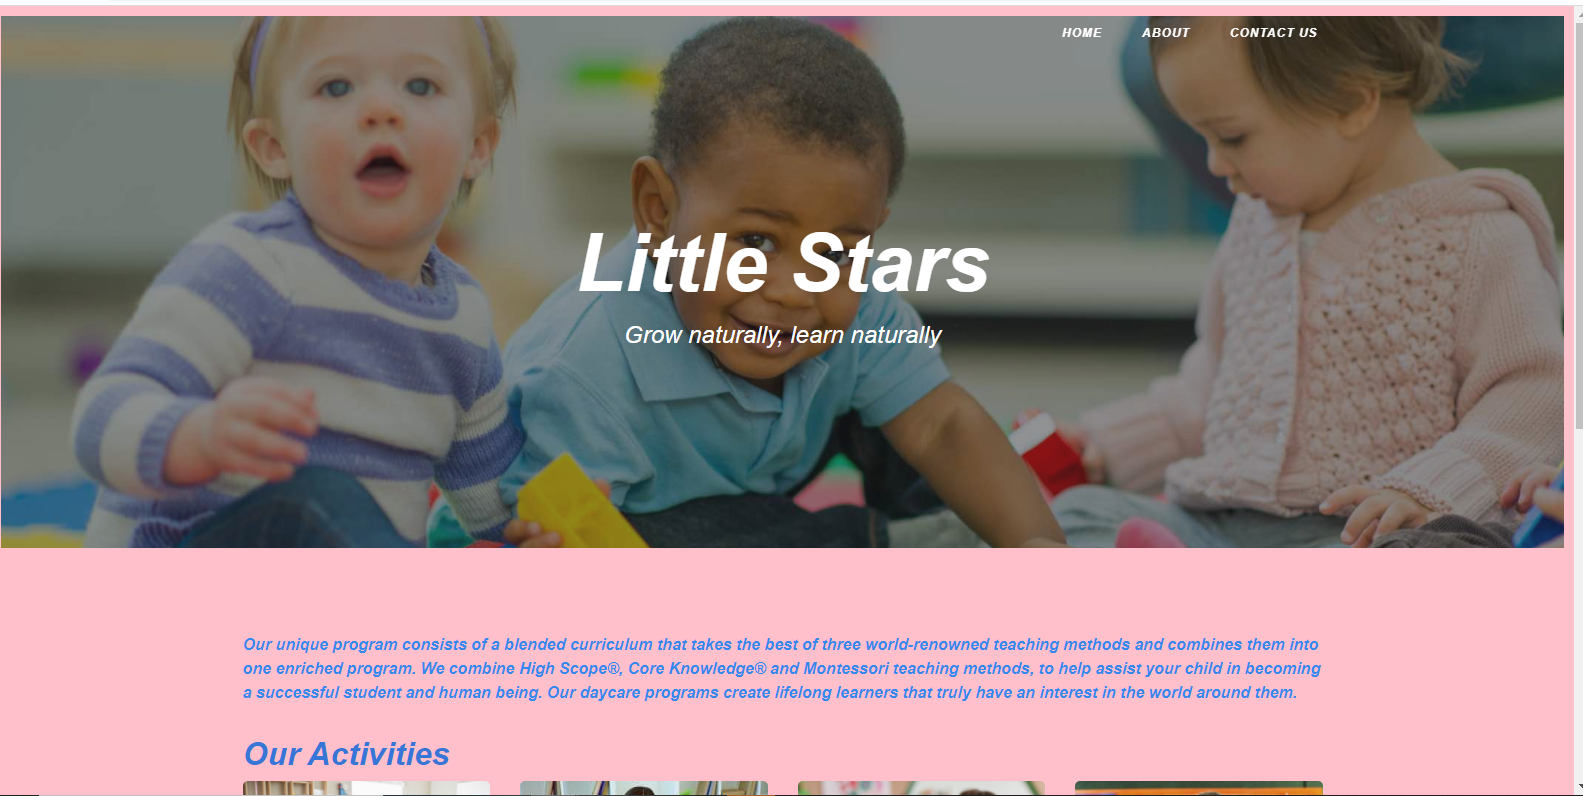 HOME ABOUT CONTACT US
Little Stars
Grow naturally, learn naturally
Our unique program consists of a blended curriculum that takes the best of three world-renowned teaching methods and combines them into
one enriched program. We combine High Scope®, Core Knowledge® and Montessori teaching methods, to help assist your child in becoming
a successful student and human being. Our daycare programs create lifelong learners that truly have an interest in the world around them.
Our Activities